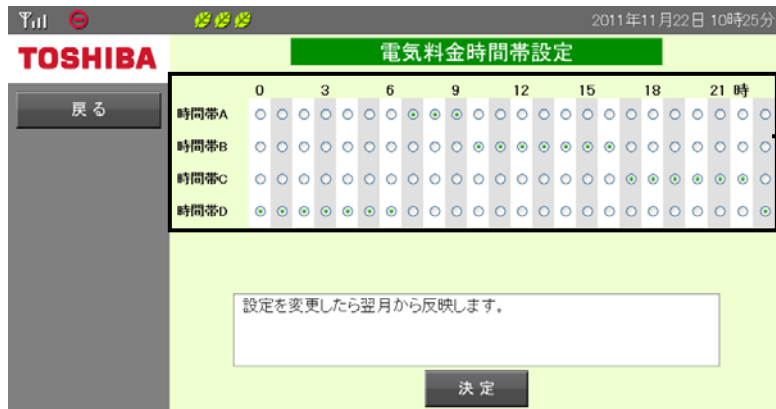 2011年11月22日 10時25分
TOSHIBA
電気料金時間帯設定
戻る
0 3 6 9 12 15 18 21 時
時間帯A
時間帯B
時間帯C
時間帯D
設定を変更したら翌月から反映します。
決定